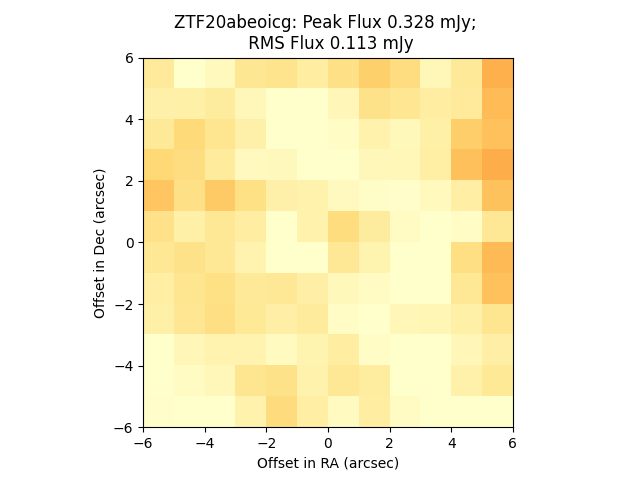 ZTF20abeoicg: Peak Flux 0.328 mJy;
RMS Flux 0.113 mJy
6
4
2
0
−2
−4
−6
Offset in Dec (arcsec)
−6 −4 −2 0 2 4 6
Offset in RA (arcsec)